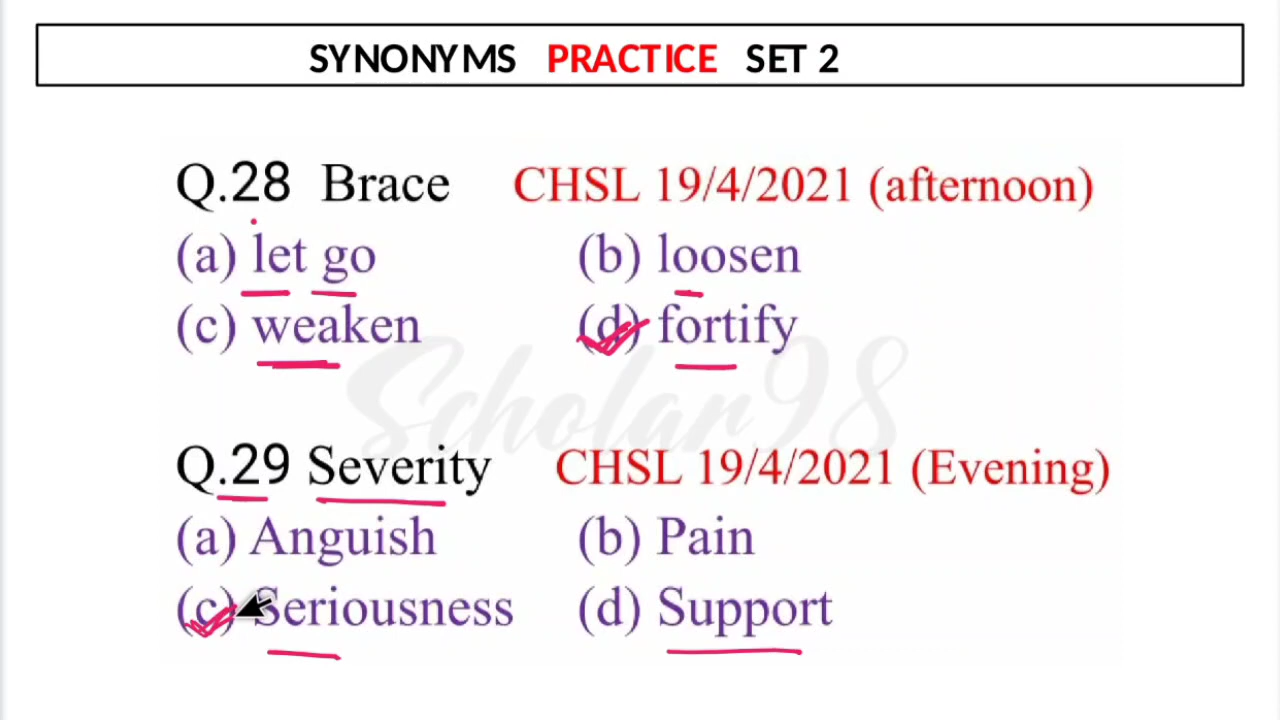 SYNONYMS PRACTICE SET 2
Q.28 Brace CHSL 19/4/2021 (afternoon)
(a) let go (b) loosen
(c) weaken (d) fortify
Scholar98
Q.29 Severity CHSL 19/4/2021 (Evening)
(a) Anguish (b) Pain
(c) Seriousness (d) Support